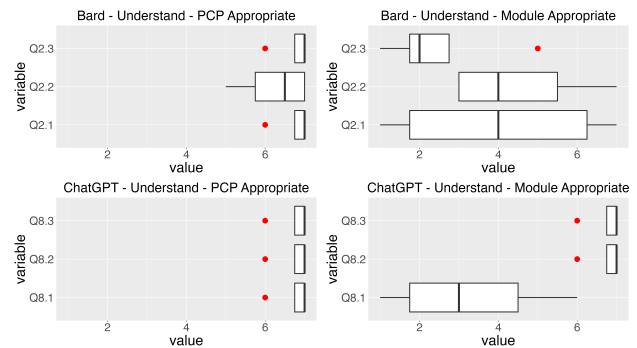 Bard - Understand - PCP Appropriate
variable
Q2.3
Q2.2
Q2.1
2 4 6
value
Bard - Understand - Module Appropriate
variable
Q2.3
Q2.2
Q2.1
2 4 6
value
ChatGPT - Understand - PCP Appropriate
variable
Q8.3
Q8.2
Q8.1
2 4 6
value
ChatGPT - Understand - Module Appropriate
variable
Q8.3
Q8.2
Q8.1
2 4 6
value